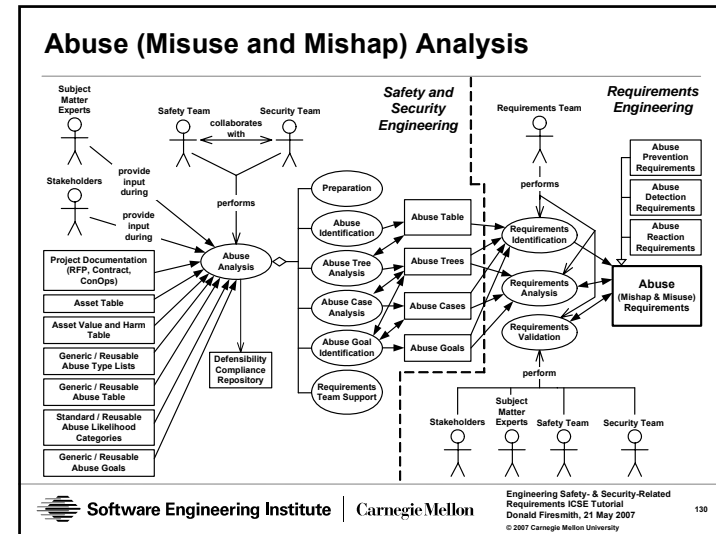 Abuse (Misuse and Mishap) Analysis
Subject
Matter
Experts
Safety Team
collaborates
with
Security Team
Safety and
Security
Engineering
Requirements Team
Requirements
Engineering
provide
input
during
Stakeholders
provide
input
during
performs
performs
Project Documentation
(RFP, Contract,
ConOps)
Asset Table
Asset Value and Harm
Table
Generic / Reusable
Abuse Type Lists
Generic / Reusable
Abuse Table
Standard / Reusable
Abuse Likelihood
Categories
Generic / Reusable
Abuse Goals
Abuse
Analysis
Defensibility
Compliance
Repository
Preparation
Abuse
Identification
Abuse Tree
Analysis
Abuse Case
Analysis
Abuse Goal
Identification
Requirements
Team Support
Abuse Table
Abuse Trees
Abuse Cases
Abuse Goals
Requirements
Identification
Requirements
Analysis
Requirements
Validation
Abuse
Prevention
Requirements
Abuse
Detection
Requirements
Abuse
Reaction
Requirements
Abuse
(Mishap & Misuse)
Requirements
perform
Stakeholders
Subject
Matter
Experts
Safety Team
Security Team
Software Engineering Institute
Carnegie Mellon
Engineering Safety- & Security-Related
Requirements ICSE Tutorial
Donald Firesmith, 21 May 2007
© 2007 Carnegie Mellon University
130